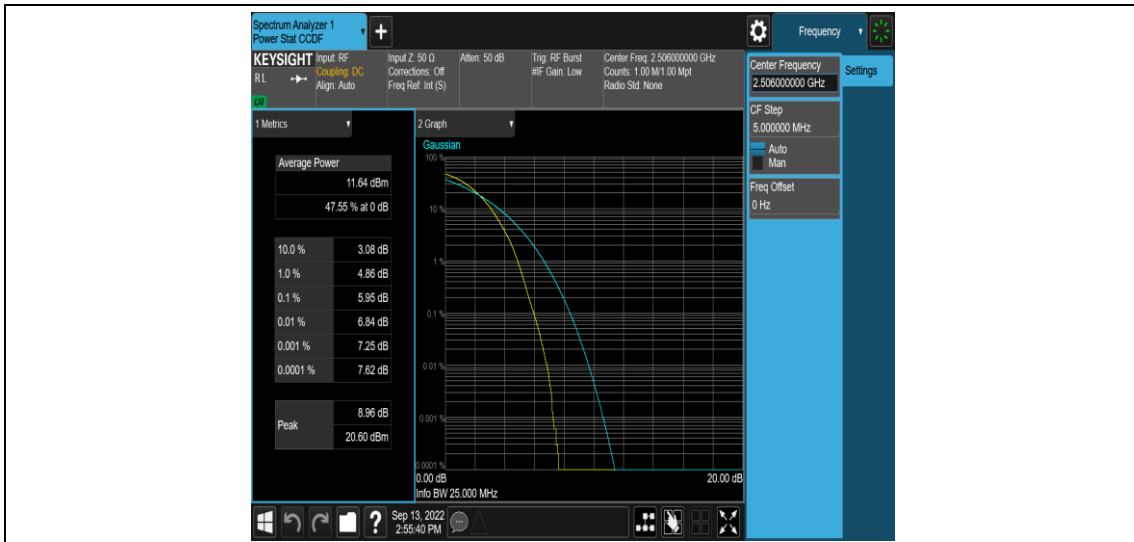 Spectrum Analyzer 1
Power Stat CCDF
Frequency
KEYSIGHT
RL
LM
Input: RF
Coupling: DC
Align: Auto
Input Z: 50 Ω
Corrections: Off
Freq Ref: Int (S)
Atten: 50 dB
Trig: RF Burst
#IF Gain: Low
Center Freq: 2.506000000 GHz
Counts: 1.00 M/1.00 Mpt
Radio Std: None
Center Frequency
2.506000000 GHz
Settings
CF Step
5.000000 MHz
Auto
Man
Freq Offset
0 Hz
1 Metrics
Average Power
11.64 dBm
47.55 % at 0 dB
10.0 % 3.08 dB
1.0 % 4.86 dB
0.1 % 5.95 dB
0.01 % 6.84 dB
0.001 % 7.25 dB
0.0001 % 7.62 dB
Peak 8.96 dB
20.60 dBm
2 Graph
Gaussian
100 %
10 %
1 %
0.1 %
0.01 %
0.001 %
0.0001 %
0.00 dB 20.00 dB
Info BW 25.000 MHz
?
Sep 13, 2022
2:55:40 PM